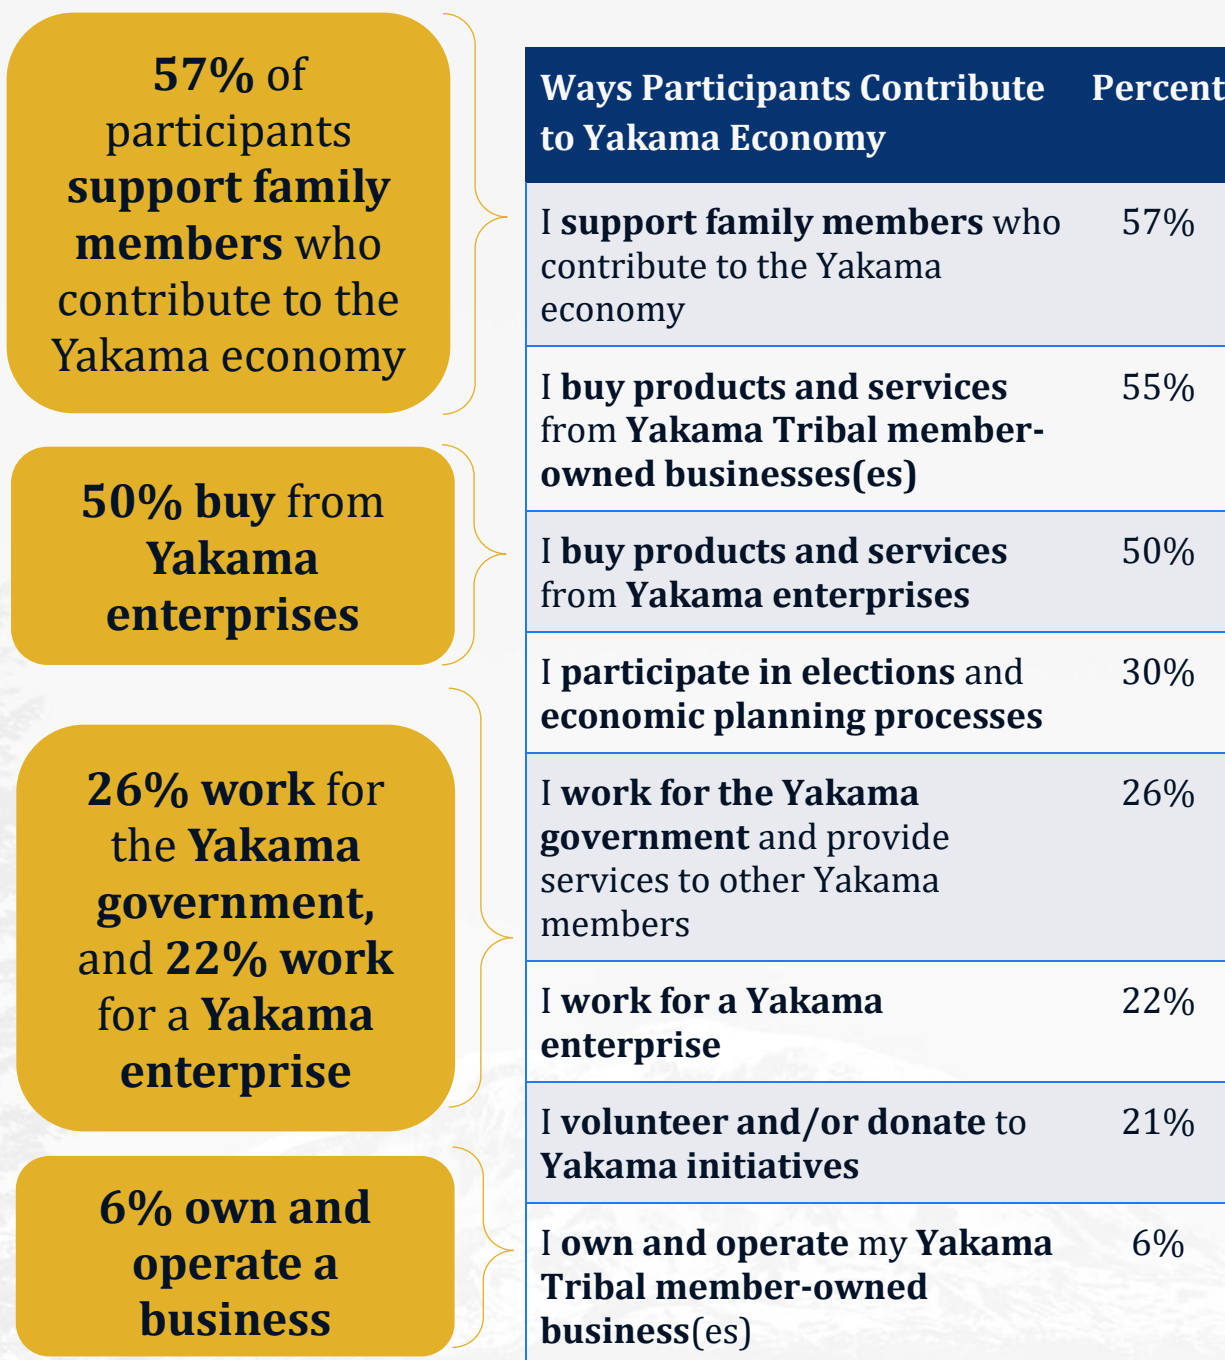 57% of
participants
support family
members who
contribute to the
Yakama economy
50% buy from
Yakama
enterprises
26% work for
the Yakama
government,
and 22% work
for a Yakama
enterprise
6% own and
operate a
business
Ways Participants Contribute Percent
to Yakama Economy
I support family members who 57%
contribute to the Yakama
economy
I buy products and services 55%
from Yakama Tribal member-
owned businesses(es)
I buy products and services 50%
from Yakama enterprises
I participate in elections and 30%
economic planning processes
I work for the Yakama 26%
government and provide
services to other Yakama
members
I work for a Yakama 22%
enterprise
I volunteer and/or donate to 21%
Yakama initiatives
I own and operate my Yakama 6%
Tribal member-owned
business(es)